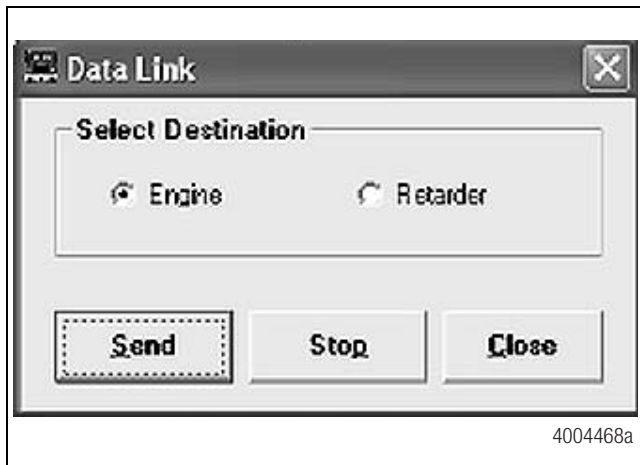 Data Link
Select Destination
Engine Retarder
Send Stop Close
4004468a